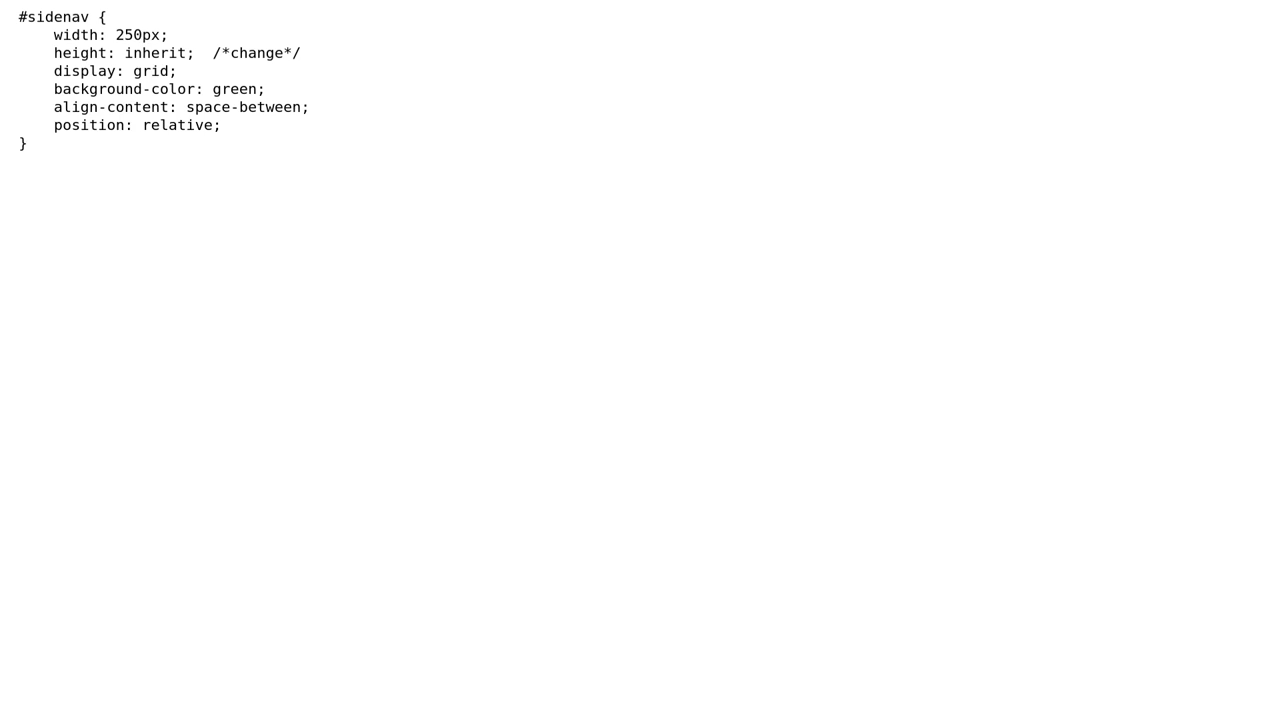 #sidenav {
    width: 250px;
    height: inherit;  /*change*/
    display: grid;
    background-color: green;
    align-content: space-between;
    position: relative;
}